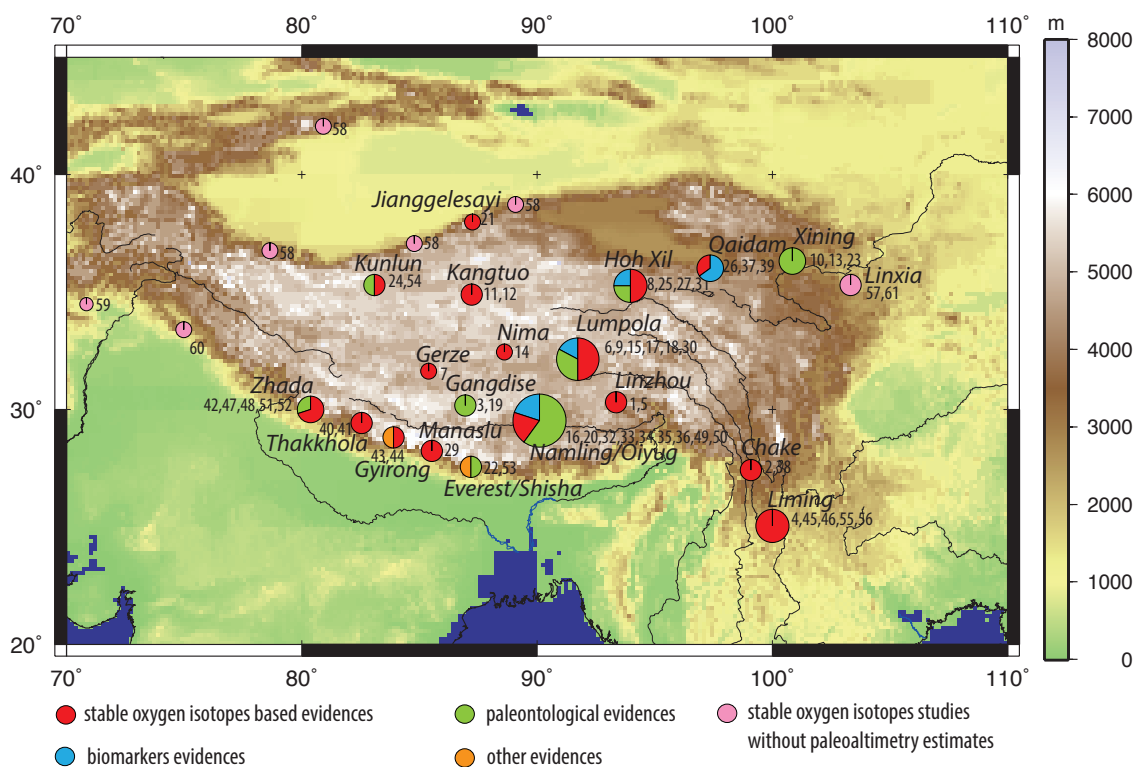 70˚ 80˚ 90˚ 100˚ 110˚
m
8000
7000
6000
5000
4000
3000
2000
1000
0
40˚
30˚
20˚
58
Jianggelesayi
21
58
58
58
Kunlun
24,54
Kangtuo
11,12
Hoh Xil
8,25,27,31
Qaidam
26,37,39
Xining
10,13,23
Linxia
57,61
59
60
Nima
14
Lumpola
6,9,15,17,18,30
Gerze
7
Gangdise
3,19
Linzhou
1,5
Zhada
42,47,48,51,52
40,41
Thakkhola
43,44
Gyirong
Manaslu
29
16,20,32,33,34,35,36,49,50
Namling/Oiyug
22,53
Everest/Shisha
Chake
2,38
Liming
4,45,46,55,56
70˚ 80˚ 90˚ 100˚ 110˚
stable oxygen isotopes based evidences
paleontological evidences
stable oxygen isotopes studies
without paleoaltimetry estimates
biomarkers evidences
other evidences